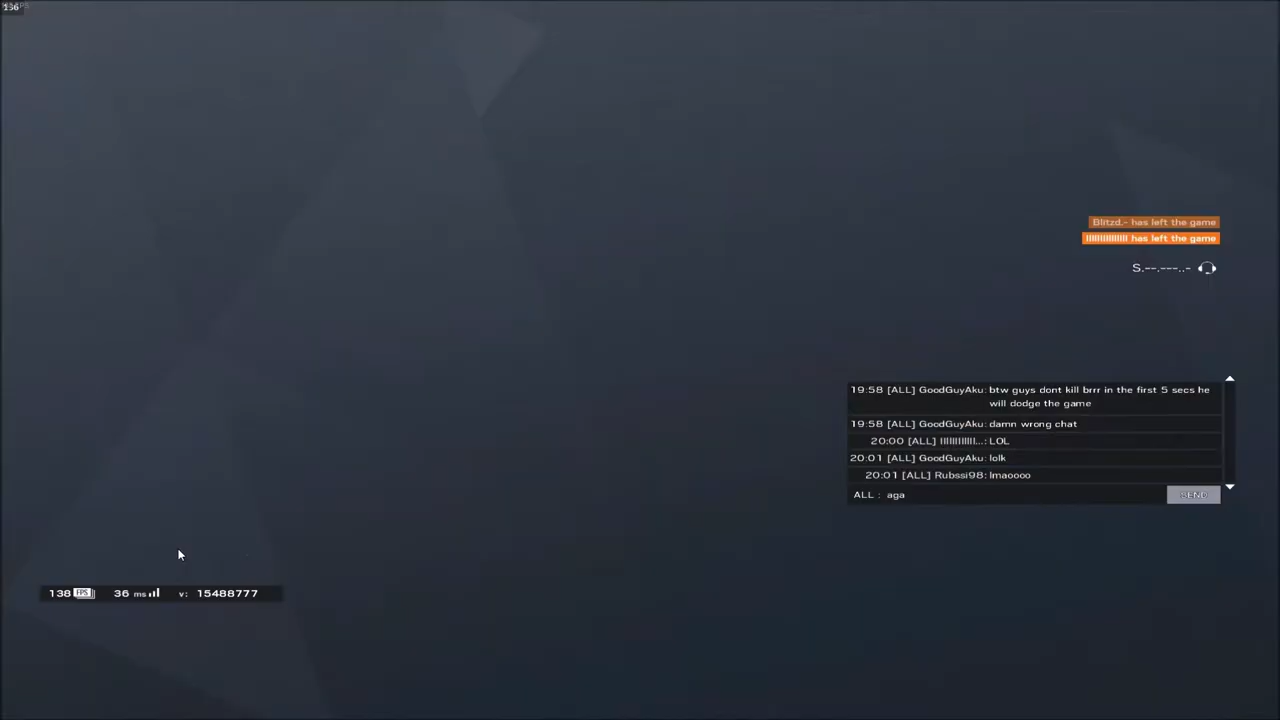 136
Blitzd.- has left the game
has left the game
S.--.---..-
19:58 [ALL] GoodGuyAku: btw guys dont kill brrr in the first 5 secs he
will dodge the game
19:58 [ALL] GoodGuyAku: damn wrong chat
20:00 [ALL] LOL
20:01 [ALL] GoodGuyAku: lolk
20:01 [ALL] Rubssi98: lmaoooo
ALL : aga
SEND
138 FPS 36 ms v: 15488777